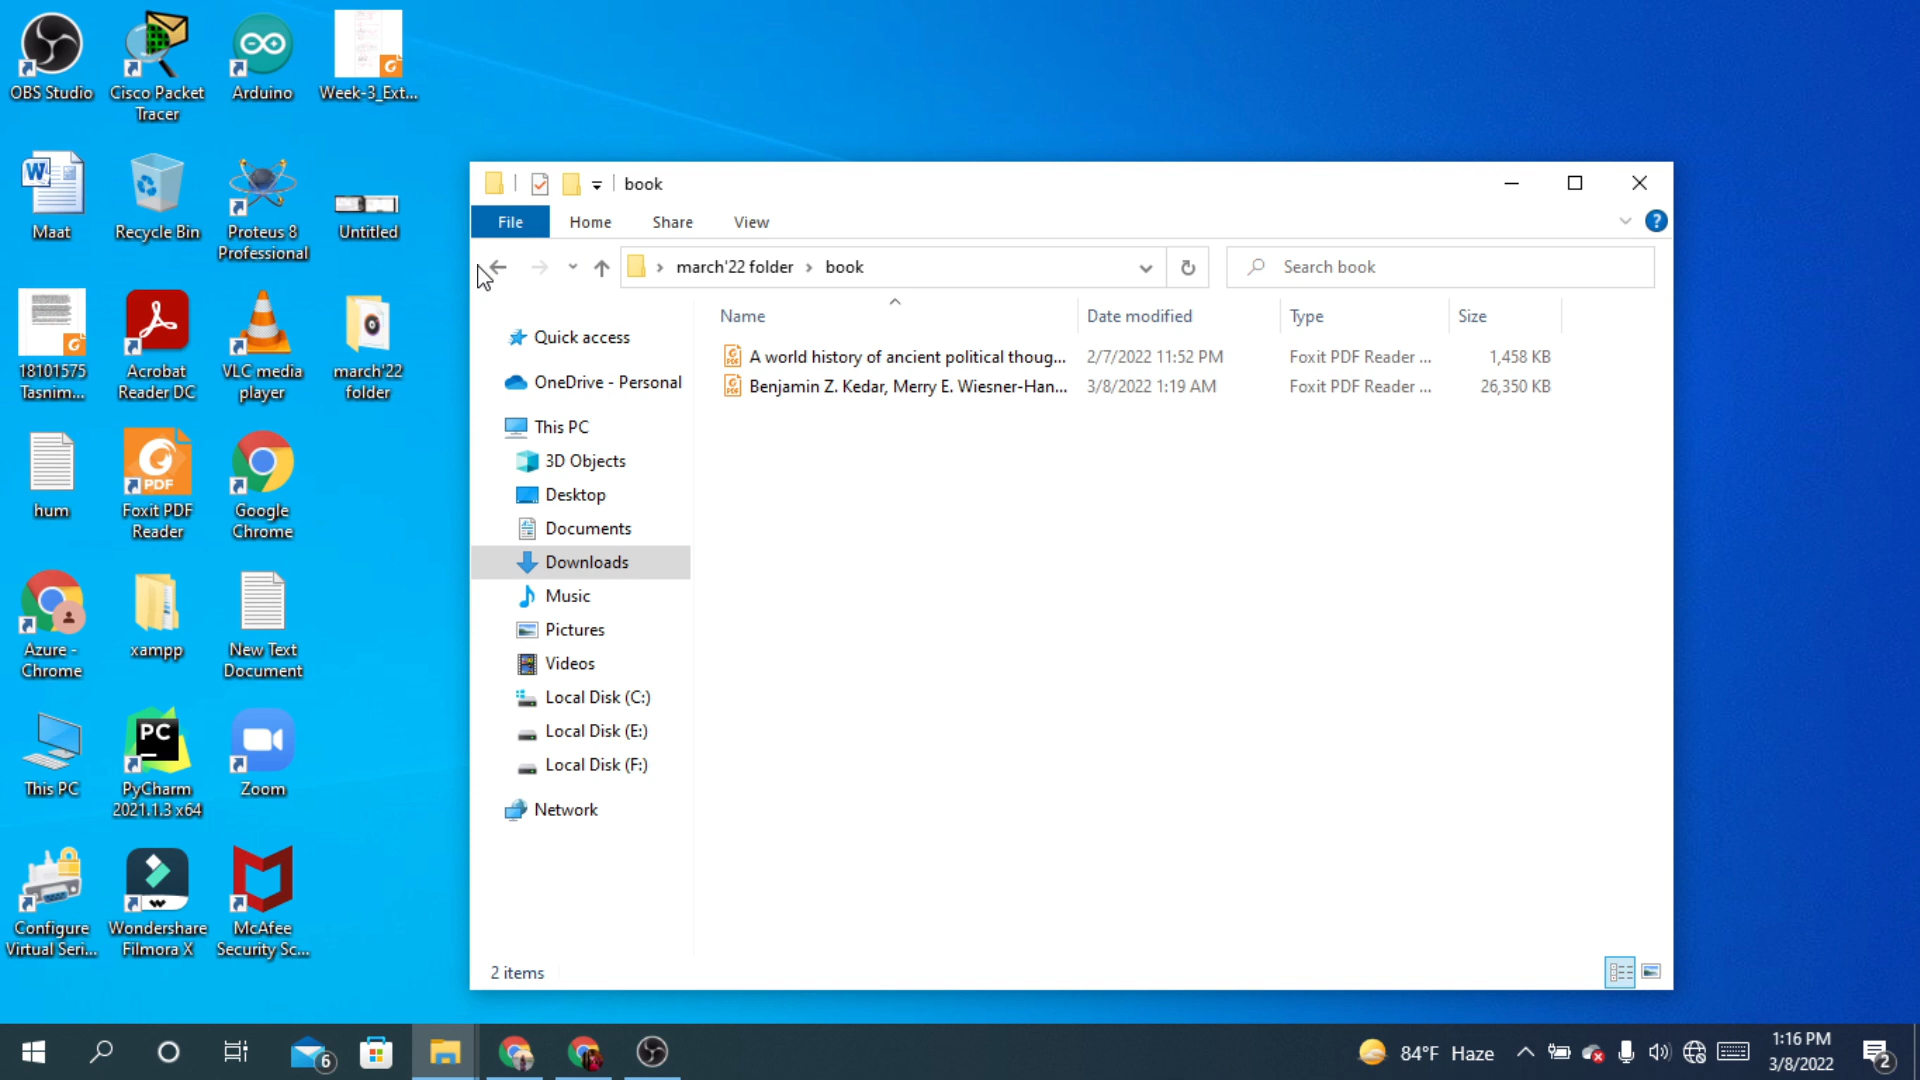 OBS Studio
Cisco Packet
Tracer
Arduino
Week-3_Ext...
Maat
Recycle Bin
Proteus 8
Professional
Untitled
18101575
Tasnim...
Acrobat
Reader DC
VLC media
player
march'22
folder
hum
Foxit PDF
Reader
Google
Chrome
Azure -
Chrome
xampp
New Text
Document
This PC
PyCharm
2021.1.3 x64
Zoom
Configure
Virtual Seri...
Wondershare
Filmora X
McAfee
Security Sc...
PDF
PC
book
File Home Share View
march'22 folder > book
Search book
Name Date modified Type Size
A world history of ancient political thoug... 2/7/2022 11:52 PM Foxit PDF Reader ... 1,458 KB
Benjamin Z. Kedar, Merry E. Wiesner-Han... 3/8/2022 1:19 AM Foxit PDF Reader ... 26,350 KB
Quick access
OneDrive - Personal
This PC
3D Objects
Desktop
Documents
Downloads
Music
Pictures
Videos
Local Disk (C:)
Local Disk (E:)
Local Disk (F:)
Network
2 items
6
84°F Haze
1:16 PM
3/8/2022
2